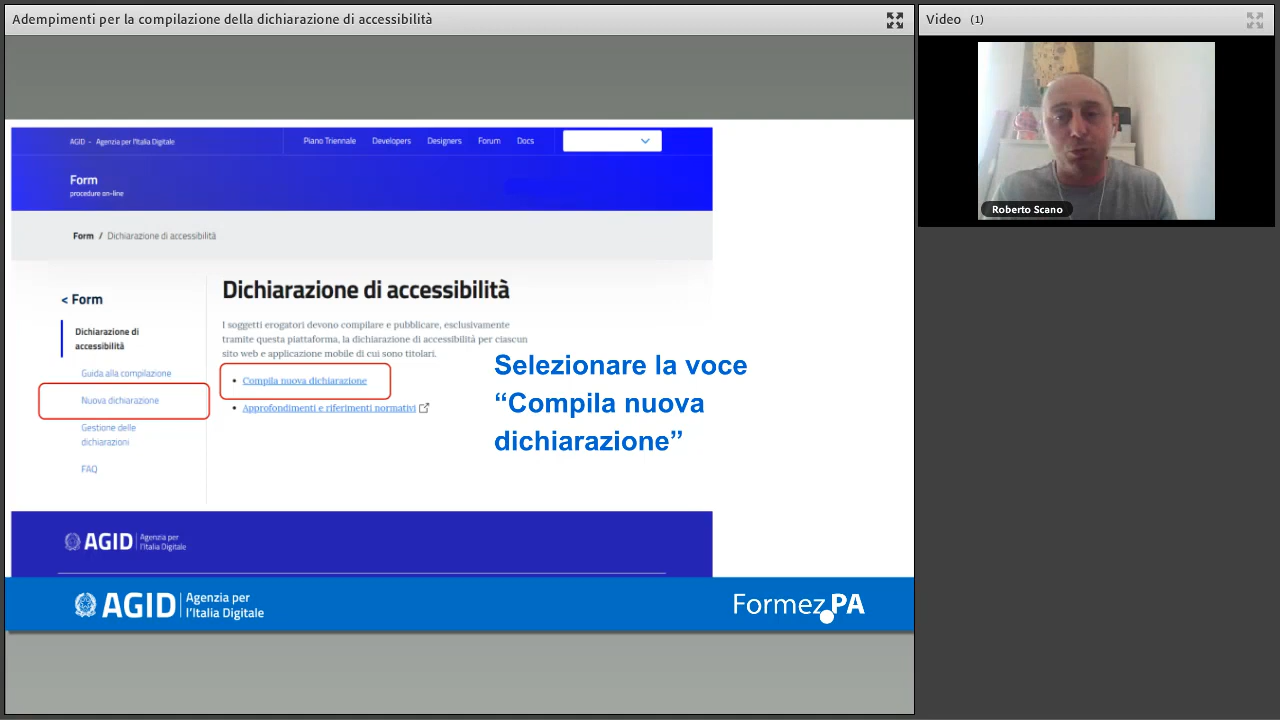 Adempimenti per la compilazione della dichiarazione di accessibilità
Video (1)
AGID - Agenzia per l'Italia Digitale
Piano Triennale Developers Designers Forum Docs
Form
procedure on-line
Form / Dichiarazione di accessibilità
< Form
Dichiarazione di
accessibilità
Guida alla compilazione
Nuova dichiarazione
Gestione delle
dichiarazioni
FAQ
Dichiarazione di accessibilità
I soggetti erogatori devono compilare e pubblicare, esclusivamente
tramite questa piattaforma, la dichiarazione di accessibilità per ciascun
sito web e applicazione mobile di cui sono titolari.
• Compila nuova dichiarazione
• Approfondimenti e riferimenti normativi
Selezionare la voce
“Compila nuova
dichiarazione”
AGID Agenzia per
l'Italia Digitale
AGID Agenzia per
l'Italia Digitale
Formez PA
Roberto Scano